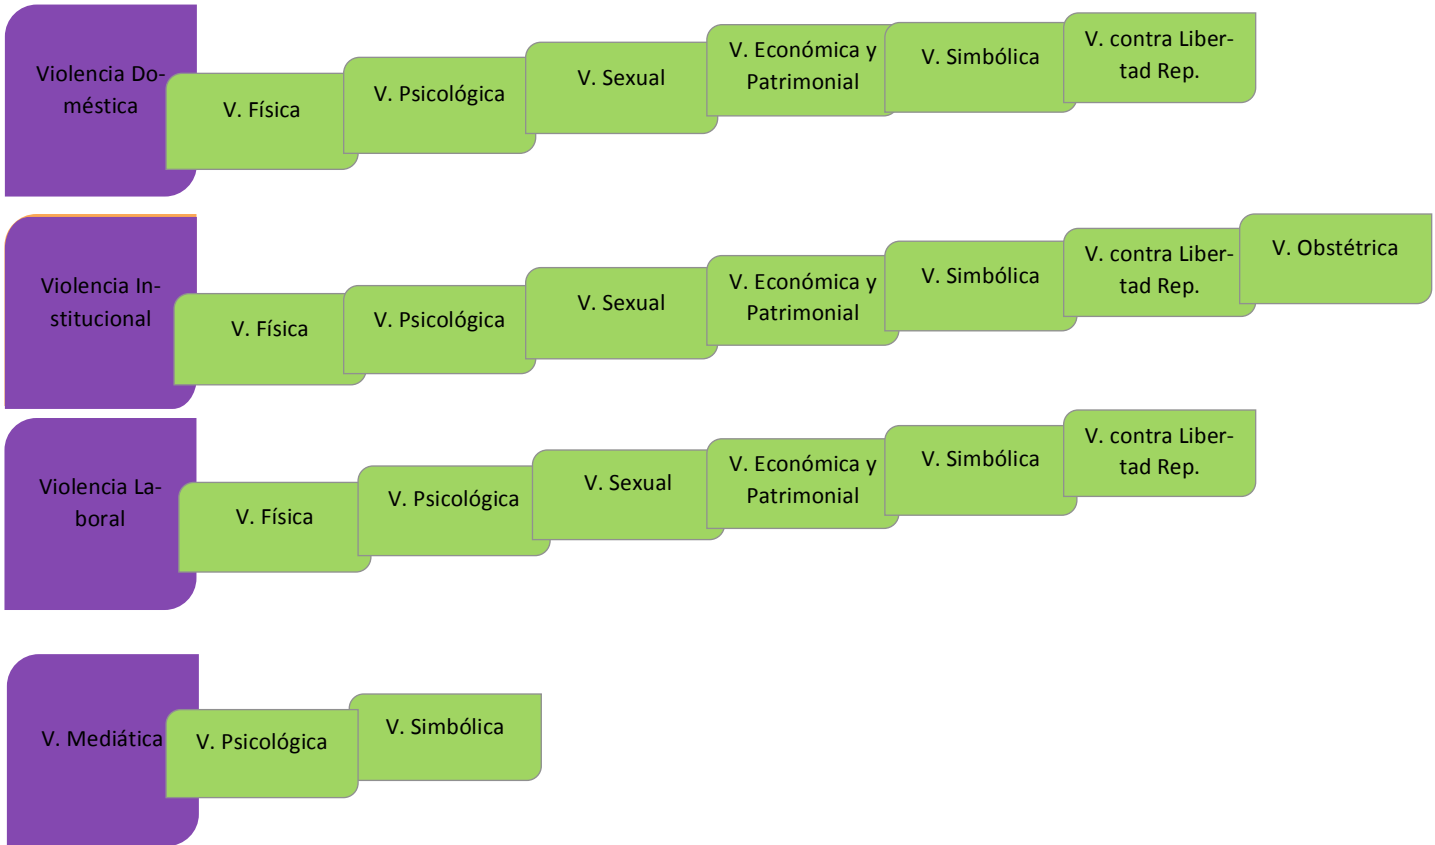 Violencia Do-
méstica
V. Física
V. Psicológica
V. Sexual
V. Económica y
Patrimonial
V. Simbólica
V. contra Liber-
tad Rep.
Violencia In-
stitucional
V. Física
V. Psicológica
V. Sexual
V. Económica y
Patrimonial
V. Simbólica
V. contra Liber-
tad Rep.
V. Obstétrica
Violencia La-
boral
V. Física
V. Psicológica
V. Sexual
V. Económica y
Patrimonial
V. Simbólica
V. contra Liber-
tad Rep.
V. Mediática
V. Psicológica
V. Simbólica